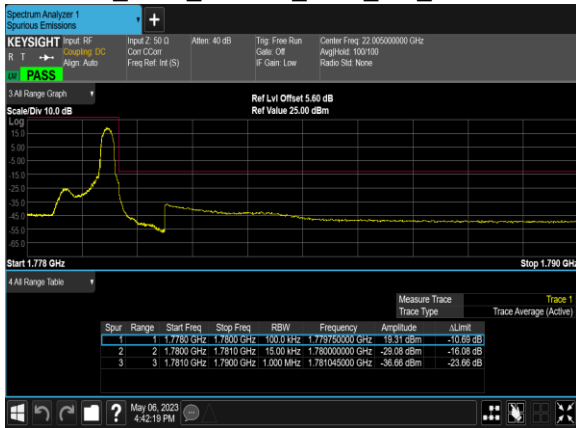 Spectrum Analyzer 1
Spurious Emissions
+
KEYSIGHT Input: RF Input Z: 50 Ω Atten: 40 dB Trig: Free Run Center Freq: 22.005000000 GHz
R T Coupling: DC Corr CCorr Gate: Off Avg|Hold: 100/100
Align: Auto Freq Ref: Int (S) IF Gain: Low Radio Std: None
PASS
3 All Range Graph
Ref Lvl Offset 5.60 dB
Scale/Div 10.0 dB Ref Value 25.00 dBm
Log
15.0
5.00
-5.00
-15.0
-25.0
-35.0
-45.0
-55.0
-65.0
Start 1.778 GHz Stop 1.790 GHz
4 All Range Table
Measure Trace Trace 1
Trace Type Trace Average (Active)
Spur Range Start Freq Stop Freq RBW Frequency Amplitude ΔLimit
1 1 1.7780 GHz 1.7800 GHz 100.0 kHz 1.779750000 GHz 19.31 dBm -10.69 dB
2 2 1.7800 GHz 1.7810 GHz 15.00 kHz 1.780000000 GHz -29.08 dBm -16.08 dB
3 3 1.7810 GHz 1.7900 GHz 1.000 MHz 1.781045000 GHz -36.66 dBm -23.66 dB
? May 06, 2023
4:42:19 PM